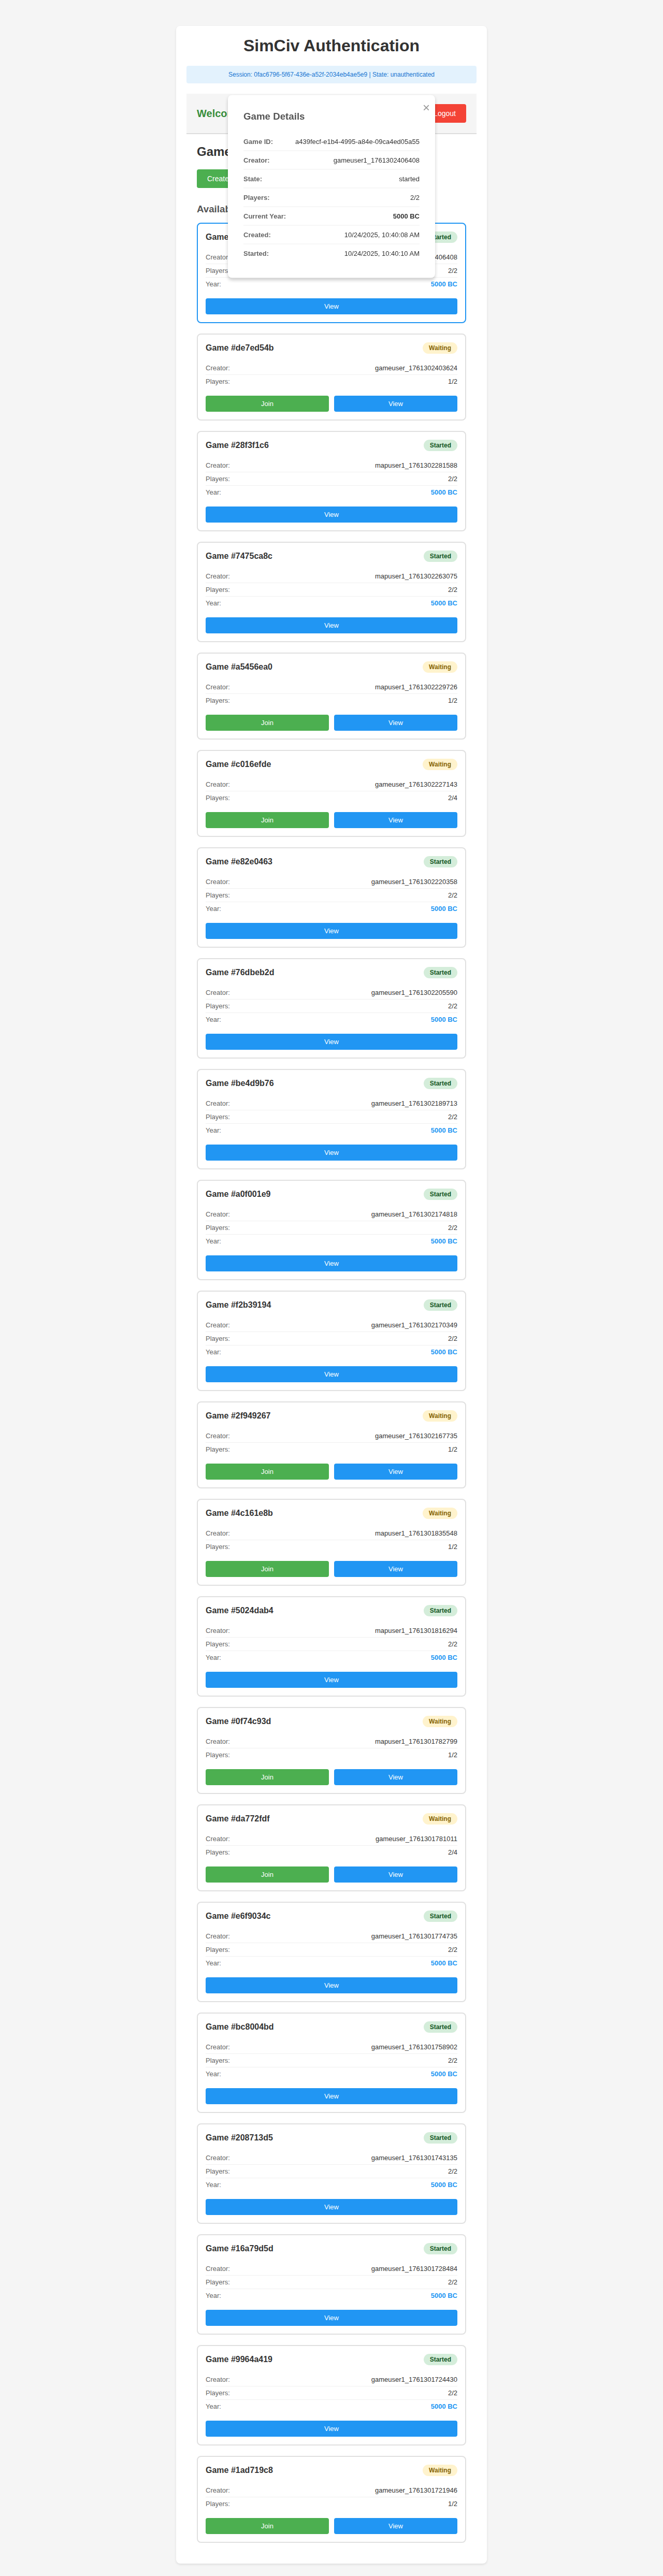 SimCiv Authentication
Session: 0fac6796-5f67-436e-a52f-2034eb4ae5e9 | State: unauthenticated
Welco
ogout
×
Game Details
Game ID: a439fecf-e1b4-4995-a84e-09ca4ed05a55
Creator: gameuser1_1761302406408
State: started
Players: 2/2
Current Year: 5000 BC
Created: 10/24/2025, 10:40:08 AM
Started: 10/24/2025, 10:40:10 AM
Game
Create
Availab
Game
arted
Creator 406408
Players 2/2
Year: 5000 BC
View
Game #de7ed54b Waiting
Creator: gameuser_1761302403624
Players: 1/2
Join View
Game #28f3f1c6 Started
Creator: mapuser1_1761302281588
Players: 2/2
Year: 5000 BC
View
Game #7475ca8c Started
Creator: mapuser1_1761302263075
Players: 2/2
Year: 5000 BC
View
Game #a5456ea0 Waiting
Creator: mapuser1_1761302229726
Players: 1/2
Join View
Game #c016efde Waiting
Creator: gameuser_1761302227143
Players: 2/4
Join View
Game #e82e0463 Started
Creator: gameuser1_1761302220358
Players: 2/2
Year: 5000 BC
View
Game #76dbeb2d Started
Creator: gameuser1_1761302205590
Players: 2/2
Year: 5000 BC
View
Game #be4d9b76 Started
Creator: gameuser1_1761302189713
Players: 2/2
Year: 5000 BC
View
Game #a0f001e9 Started
Creator: gameuser1_1761302174818
Players: 2/2
Year: 5000 BC
View
Game #f2b39194 Started
Creator: gameuser1_1761302170349
Players: 2/2
Year: 5000 BC
View
Game #2f949267 Waiting
Creator: gameuser_1761302167735
Players: 1/2
Join View
Game #4c161e8b Waiting
Creator: mapuser1_1761301835548
Players: 1/2
Join View
Game #5024dab4 Started
Creator: mapuser1_1761301816294
Players: 2/2
Year: 5000 BC
View
Game #0f74c93d Waiting
Creator: mapuser1_1761301782799
Players: 1/2
Join View
Game #da772fdf Waiting
Creator: gameuser_1761301781011
Players: 2/4
Join View
Game #e6f9034c Started
Creator: gameuser1_1761301774735
Players: 2/2
Year: 5000 BC
View
Game #bc8004bd Started
Creator: gameuser1_1761301758902
Players: 2/2
Year: 5000 BC
View
Game #208713d5 Started
Creator: gameuser1_1761301743135
Players: 2/2
Year: 5000 BC
View
Game #16a79d5d Started
Creator: gameuser1_1761301728484
Players: 2/2
Year: 5000 BC
View
Game #9964a419 Started
Creator: gameuser1_1761301724430
Players: 2/2
Year: 5000 BC
View
Game #1ad719c8 Waiting
Creator: gameuser_1761301721946
Players: 1/2
Join View